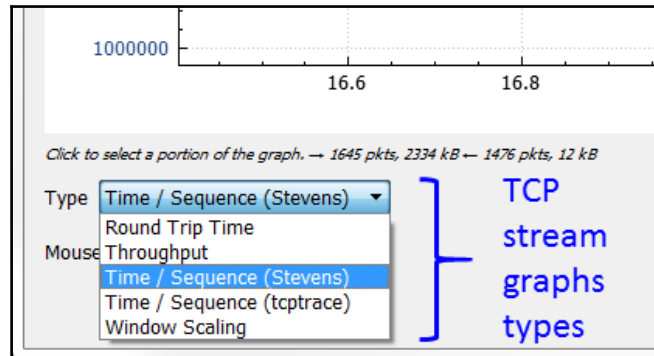 1000000
16.6 16.8
Click to select a portion of the graph. → 1645 pkts, 2334 kB ← 1476 pkts, 12 kB
Type Time / Sequence (Stevens)
Round Trip Time
Mouse Throughput
Time / Sequence (Stevens)
Time / Sequence (tcptrace)
Window Scaling
TCP
stream
graphs
types